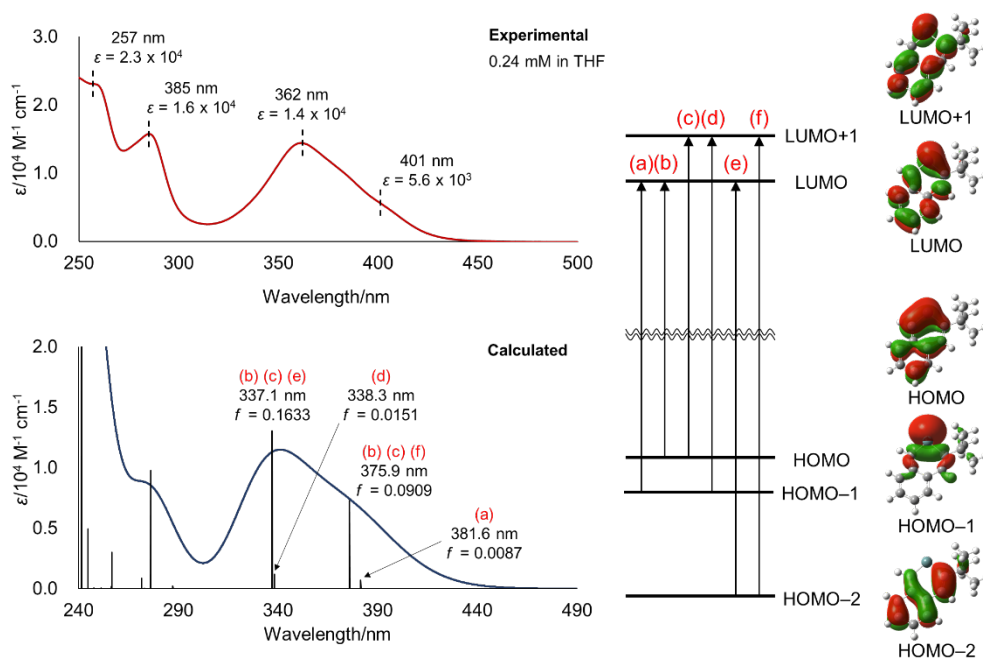 3.0
2.0
1.0
0.0
ε/10⁴ M⁻¹ cm⁻¹
257 nm
ε = 2.3 x 10⁴
385 nm
ε = 1.6 x 10⁴
362 nm
ε = 1.4 x 10⁴
401 nm
ε = 5.6 x 10³
Experimental
0.24 mM in THF
250 300 350 400 450 500
Wavelength/nm
2.0
1.5
1.0
0.5
0.0
ε/10⁴ M⁻¹ cm⁻¹
Calculated
(b) (c) (e)
337.1 nm
f = 0.1633
(d)
338.3 nm
f = 0.0151
(b) (c) (f)
375.9 nm
f = 0.0909
(a)
381.6 nm
f = 0.0087
240 290 340 390 440 490
Wavelength/nm
(c) (d) (f)
LUMO+1
(a) (b) (e)
LUMO
HOMO
HOMO–1
HOMO–2
LUMO+1
LUMO
HOMO
HOMO–1
HOMO–2